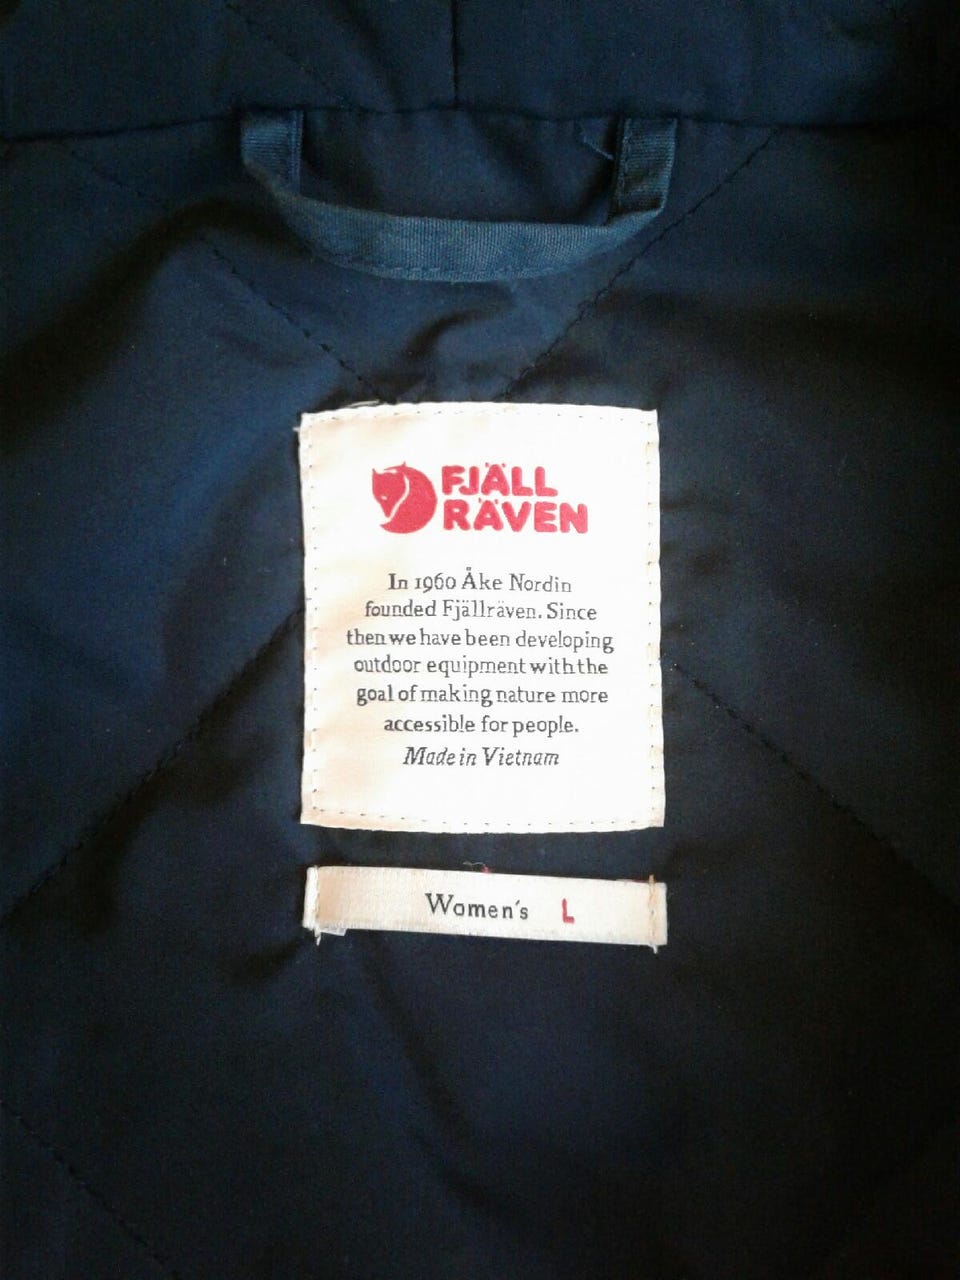 FJÄLL
RÄVEN
In 1960 Åke Nordin
founded Fjällräven. Since
then we have been developing
outdoor equipment with the
goal of making nature more
accessible for people.
Made in Vietnam
Women's L